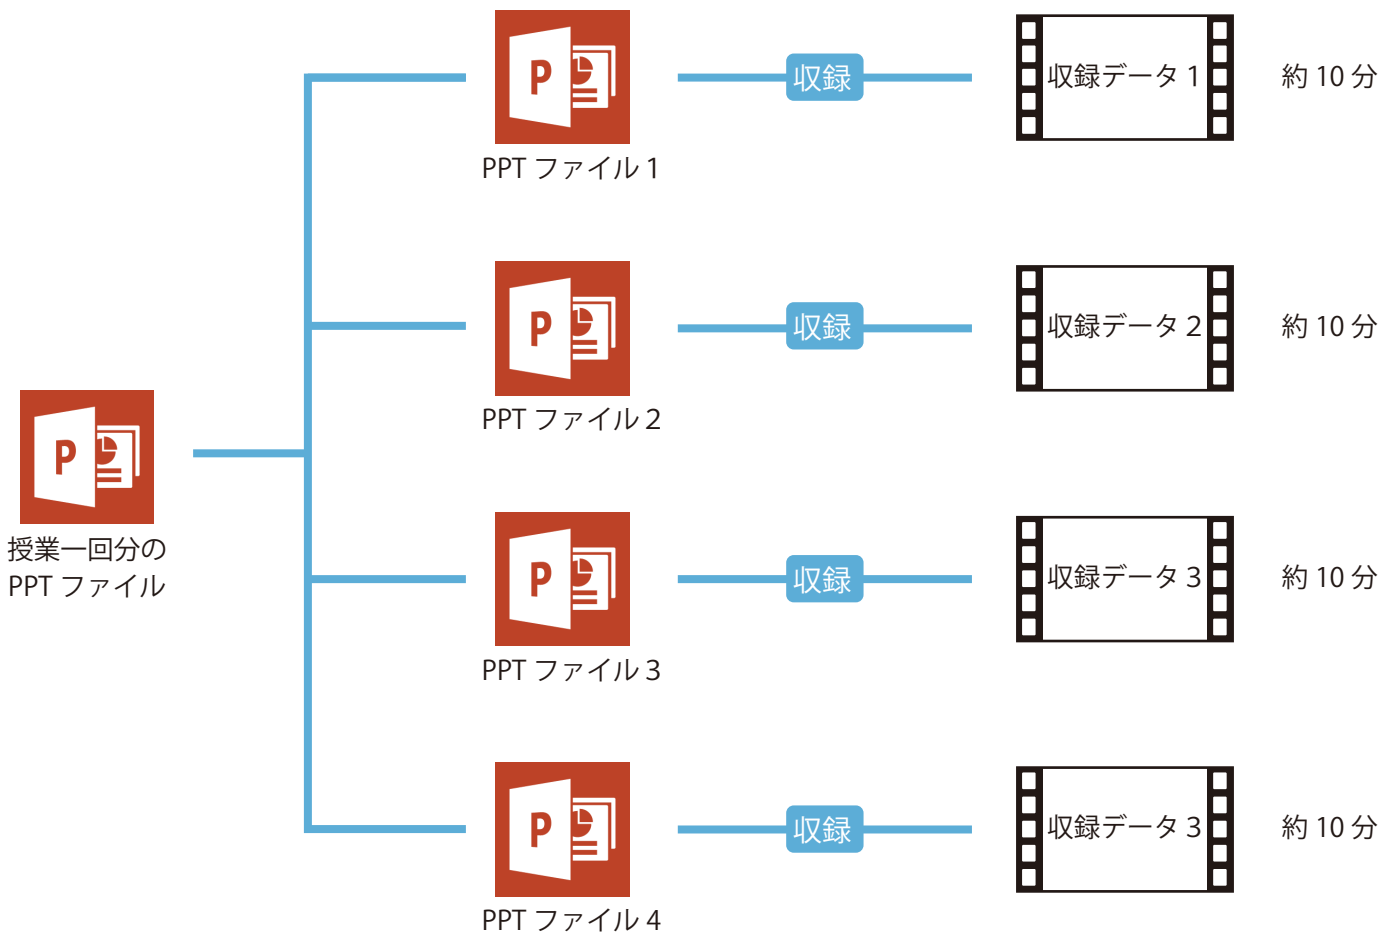 収録
収録データ 1
約 10 分
PPT ファイル 1
収録
収録データ 2
約 10 分
PPT ファイル 2
授業一回分の
PPT ファイル
収録
収録データ 3
約 10 分
PPT ファイル 3
収録
収録データ 3
約 10 分
PPT ファイル 4